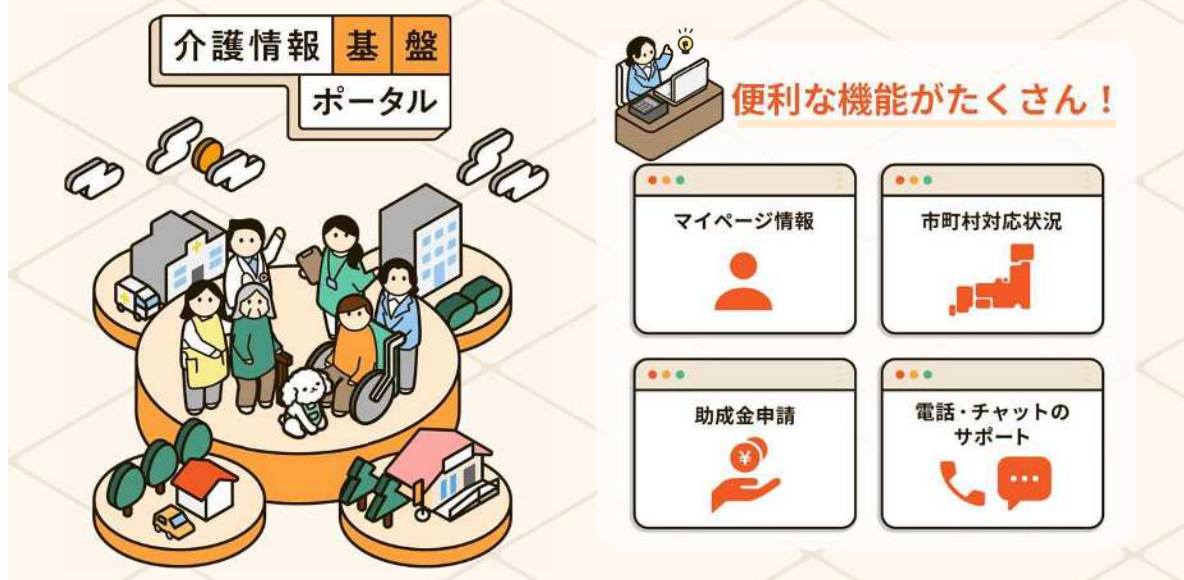 介護情報基盤
ポータル
便利な機能がたくさん！
マイページ情報
市町村対応状況
助成金申請
¥
電話・チャットの
サポート